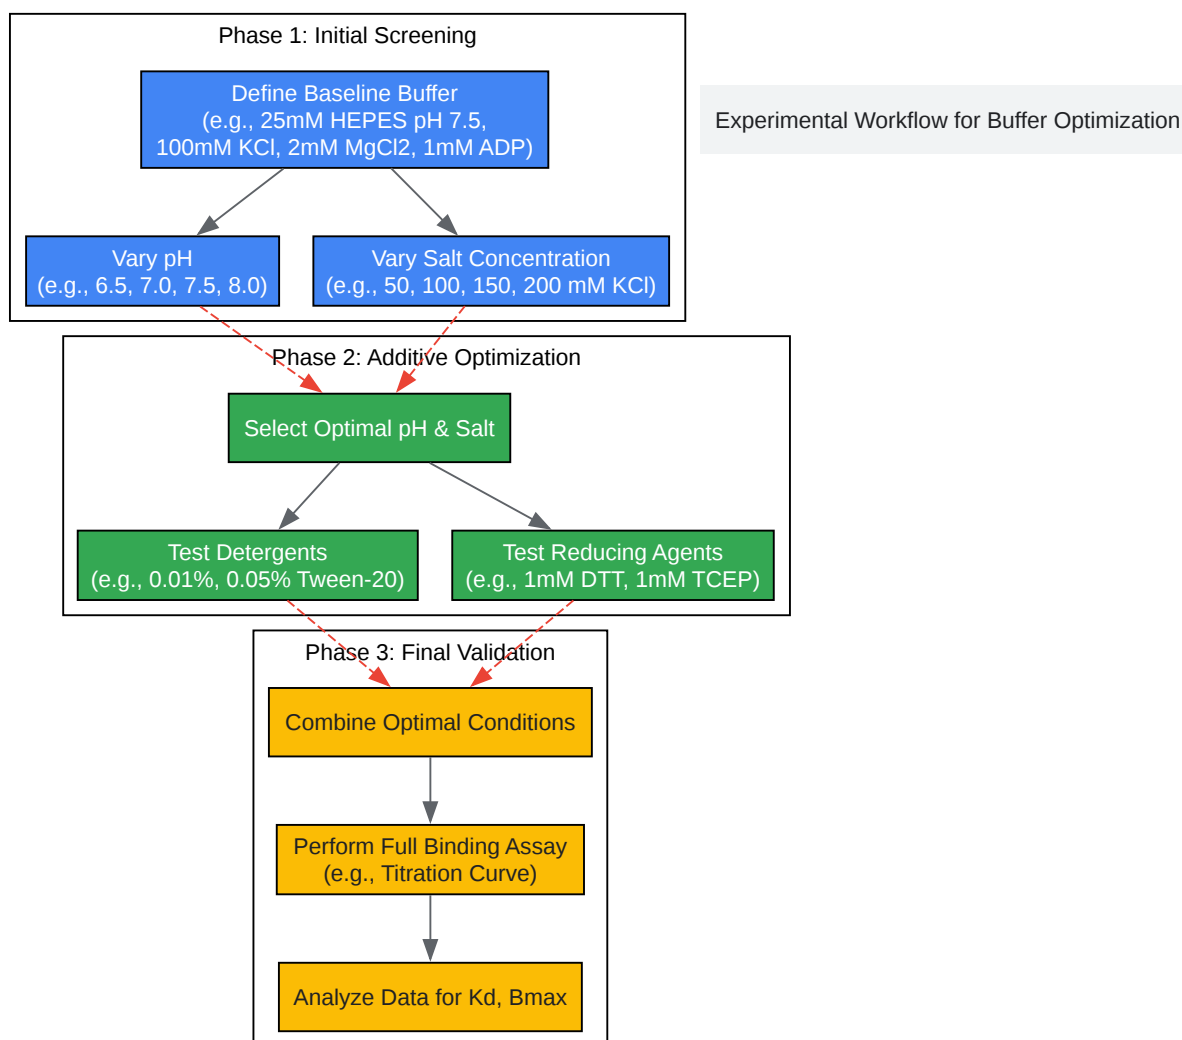 Phase 1: Initial Screening
Define Baseline Buffer
(e.g., 25mM HEPES pH 7.5,
100mM KCl, 2mM MgCl2, 1mM ADP)
Experimental Workflow for Buffer Optimization
Vary pH
(e.g., 6.5, 7.0, 7.5, 8.0)
Vary Salt Concentration
(e.g., 50, 100, 150, 200 mM KCl)
Phase 2: Additive Optimization
Select Optimal pH & Salt
Test Detergents
(e.g., 0.01%, 0.05% Tween-20)
Test Reducing Agents
(e.g., 1mM DTT, 1mM TCEP)
Phase 3: Final Validation
Combine Optimal Conditions
Perform Full Binding Assay
(e.g., Titration Curve)
Analyze Data for Kd, Bmax